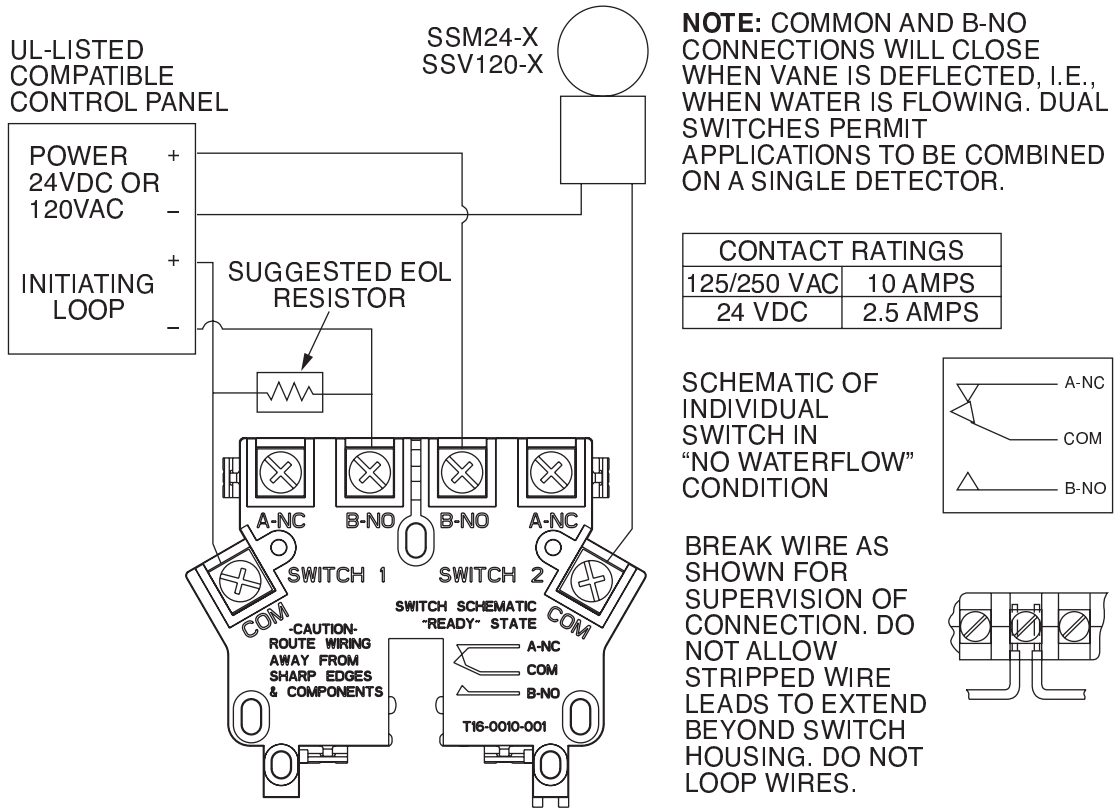 UL-LISTED
COMPATIBLE
CONTROL PANEL
POWER +
24VDC OR
120VAC –
+
INITIATING
LOOP
–
SUGGESTED EOL
RESISTOR
SSM24-X
SSV120-X
NOTE: COMMON AND B-NO
CONNECTIONS WILL CLOSE
WHEN VANE IS DEFLECTED, I.E.,
WHEN WATER IS FLOWING. DUAL
SWITCHES PERMIT
APPLICATIONS TO BE COMBINED
ON A SINGLE DETECTOR.
CONTACT RATINGS
125/250 VAC 10 AMPS
24 VDC 2.5 AMPS
SCHEMATIC OF
INDIVIDUAL
SWITCH IN
“NO WATERFLOW”
CONDITION
A-NC
COM
B-NO
BREAK WIRE AS
SHOWN FOR
SUPERVISION OF
CONNECTION. DO
NOT ALLOW
STRIPPED WIRE
LEADS TO EXTEND
BEYOND SWITCH
HOUSING. DO NOT
LOOP WIRES.
A-NC B-NO B-NO A-NC
SWITCH 1 SWITCH 2
COM COM
-CAUTION-
ROUTE WIRING
AWAY FROM
SHARP EDGES
& COMPONENTS
SWITCH SCHEMATIC
"READY" STATE
A-NC
COM
B-NO
T16-0010-001